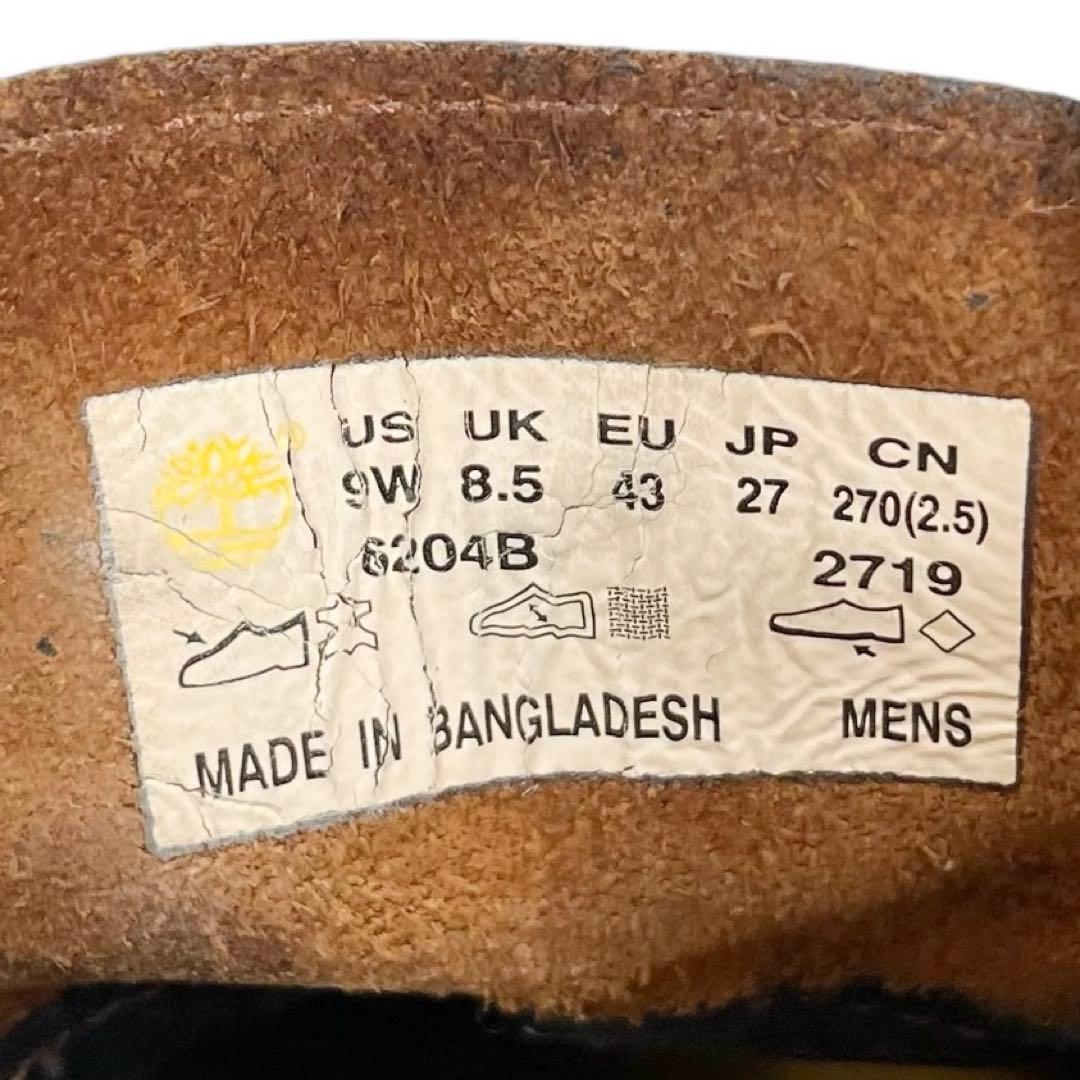 US UK EU JP CN
9W 8.5 43 27 270(2.5)
6204B 2719
MADE IN BANGLADESH MENS